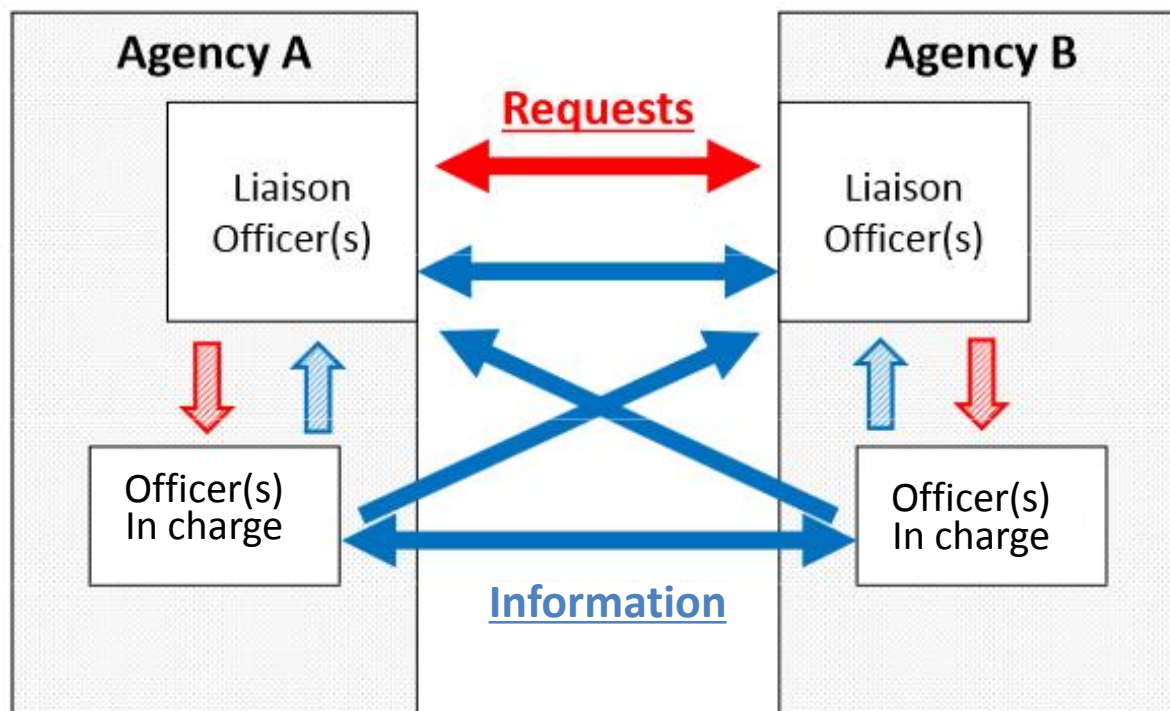 Agency A
Agency B
Requests
Liaison
Officer(s)
Liaison
Officer(s)
Officer(s)
In charge
Officer(s)
In charge
Information